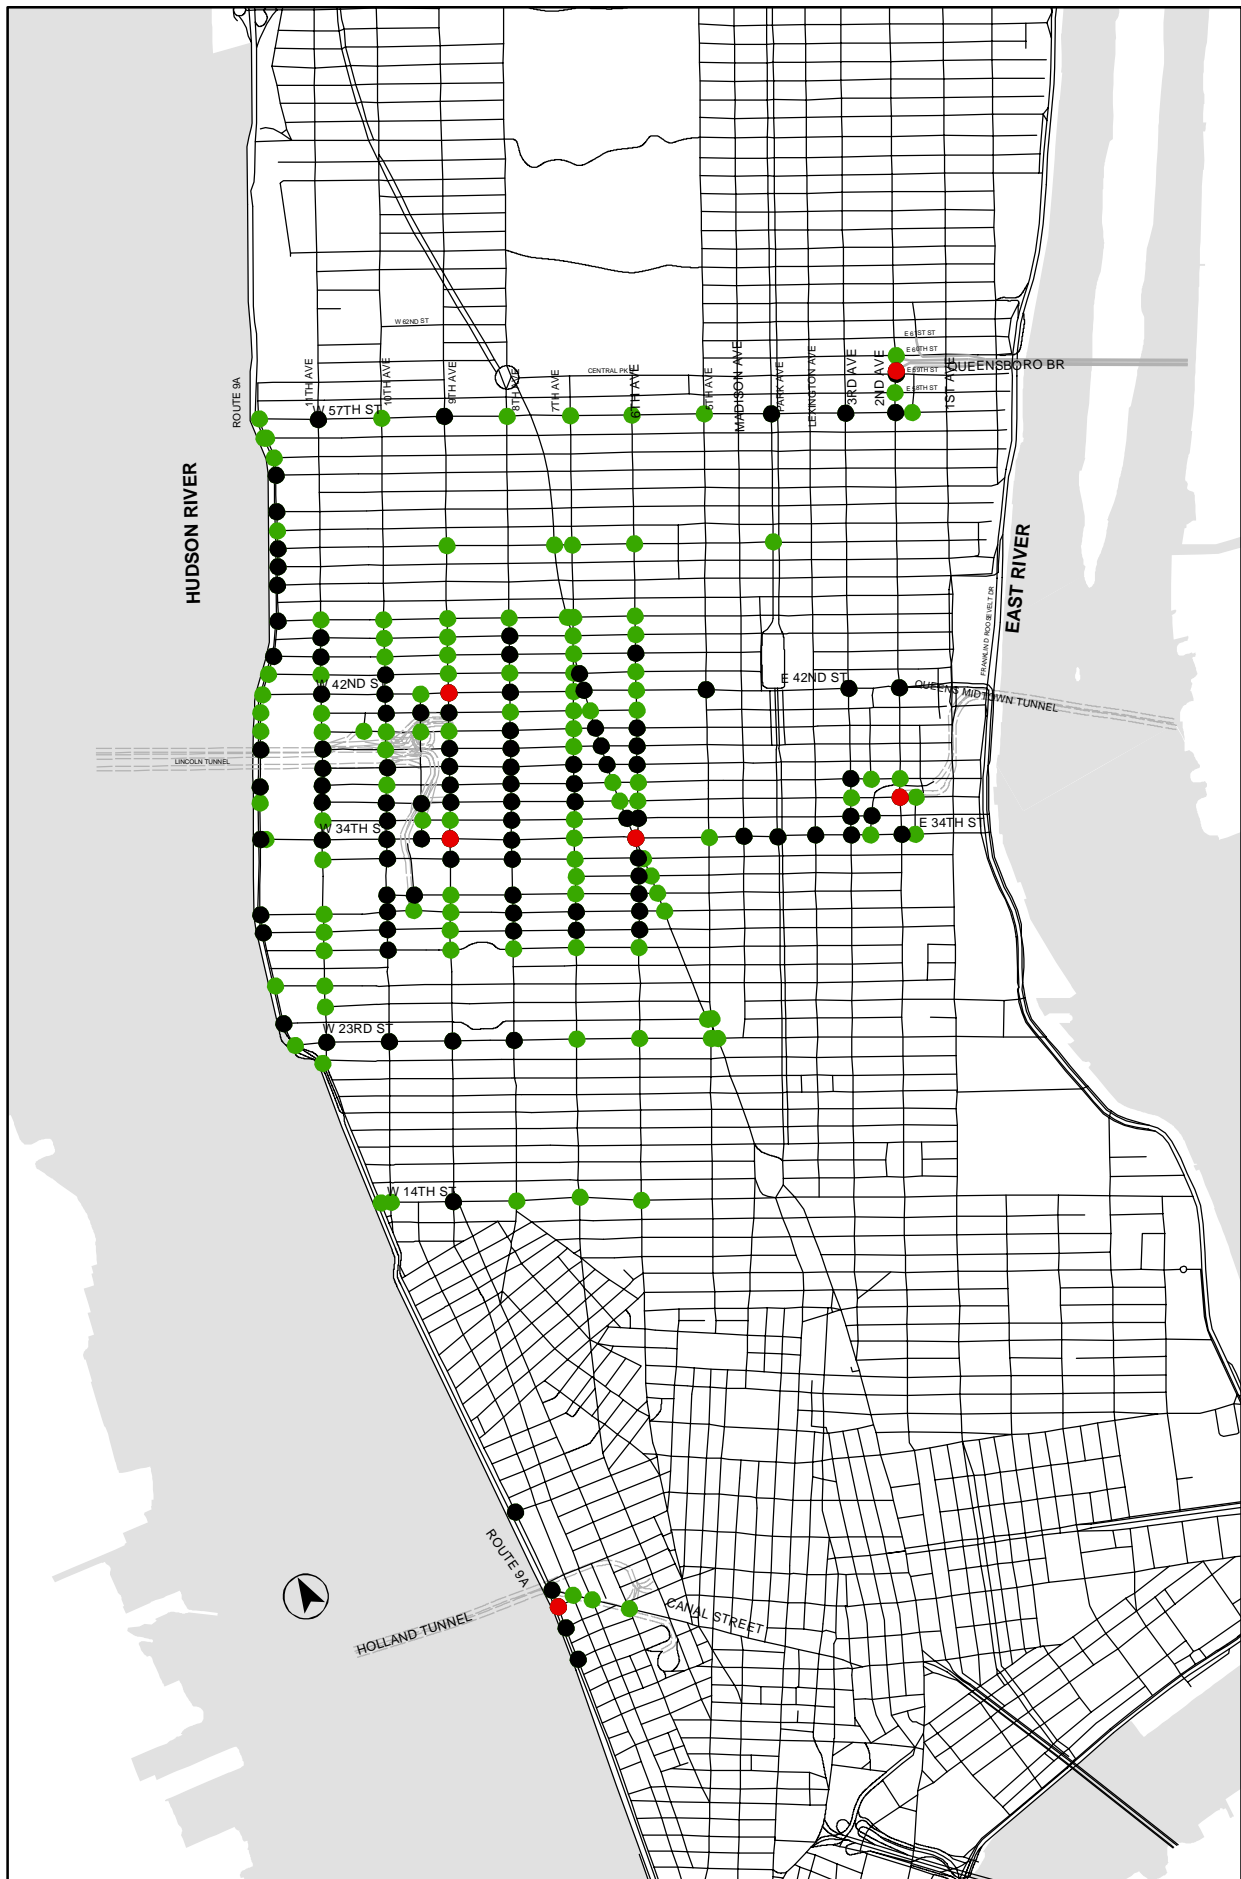 W 62ND ST
E 61ST ST
E 60TH ST
QUEENSBORO BR
E 59TH ST
E 58TH ST
CENTRAL PK
ROUTE 9A
11TH AVE
10TH AVE
9TH AVE
8TH AVE
7TH AVE
6TH AVE
5TH AVE
MADISON AVE
PARK AVE
LEXINGTON AVE
3RD AVE
2ND AVE
1ST AVE
W 57TH ST
HUDSON RIVER
EAST RIVER
FRANKLIN D ROOSEVELT DR
W 42ND S
E 42ND ST
QUEENS MIDTOWN TUNNEL
LINCOLN TUNNEL
W 34TH S
E 34TH ST
W 23RD ST
W 14TH ST
ROUTE 9A
HOLLAND TUNNEL
CANAL STREET